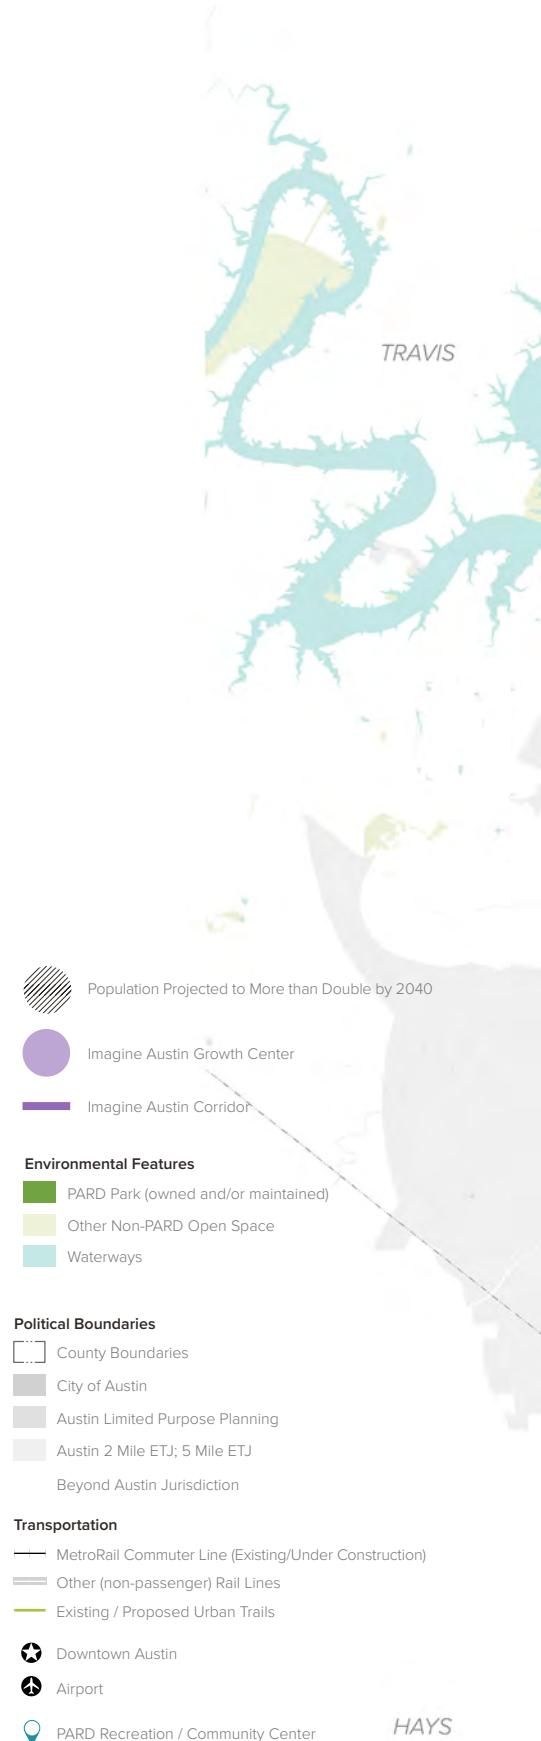 TRAVIS
Population Projected to More than Double by 2040
Imagine Austin Growth Center
Imagine Austin Corridor
Environmental Features
PARD Park (owned and/or maintained)
Other Non-PARD Open Space
Waterways
Political Boundaries
County Boundaries
City of Austin
Austin Limited Purpose Planning
Austin 2 Mile ETJ; 5 Mile ETJ
Beyond Austin Jurisdiction
Transportation
MetroRail Commuter Line (Existing/Under Construction)
Other (non-passenger) Rail Lines
Existing / Proposed Urban Trails
Downtown Austin
Airport
PARD Recreation / Community Center
HAYS